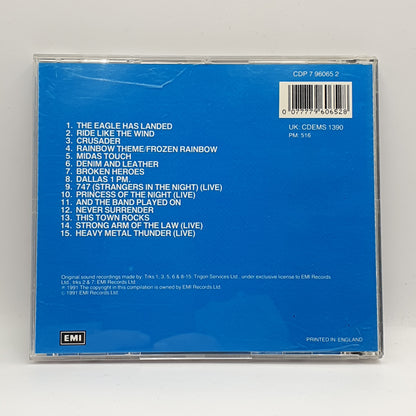 CDP 7 96065 2
0 077779 606528
UK: CDEMS 1390
PM: 516
1. THE EAGLE HAS LANDED
2. RIDE LIKE THE WIND
3. CRUSADER
4. RAINBOW THEME/FROZEN RAINBOW
5. MIDAS TOUCH
6. DENIM AND LEATHER
7. BROKEN HEROES
8. DALLAS 1 PM.
9. 747 (STRANGERS IN THE NIGHT) (LIVE)
10. PRINCESS OF THE NIGHT (LIVE)
11. AND THE BAND PLAYED ON
12. NEVER SURRENDER
13. THIS TOWN ROCKS
14. STRONG ARM OF THE LAW (LIVE)
15. HEAVY METAL THUNDER (LIVE)
Original sound recordings made by: Trks 1, 3, 5, 6 & 8-15: Trigon Services Ltd., under exclusive license to EMI Records
Ltd., trks 2 & 7: EMI Records Ltd
℗ 1991 The copyright in this compilation is owned by EMI Records Ltd
© 1991 EMI Records Ltd
EMI
PRINTED IN ENGLAND